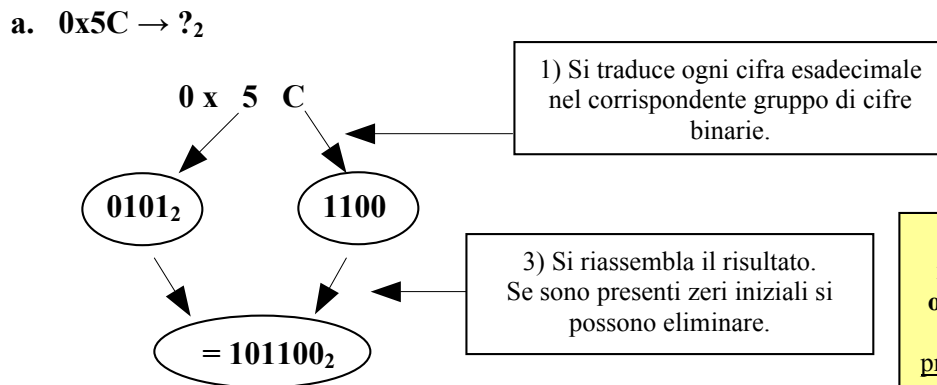 a. 0x5C → ?₂
1) Si traduce ogni cifra esadecimale
nel corrispondente gruppo di cifre
binarie.
0 x 5 C
0101₂ 1100
3) Si riassembla il risultato.
Se sono presenti zeri iniziali si
possono eliminare.
= 101100₂